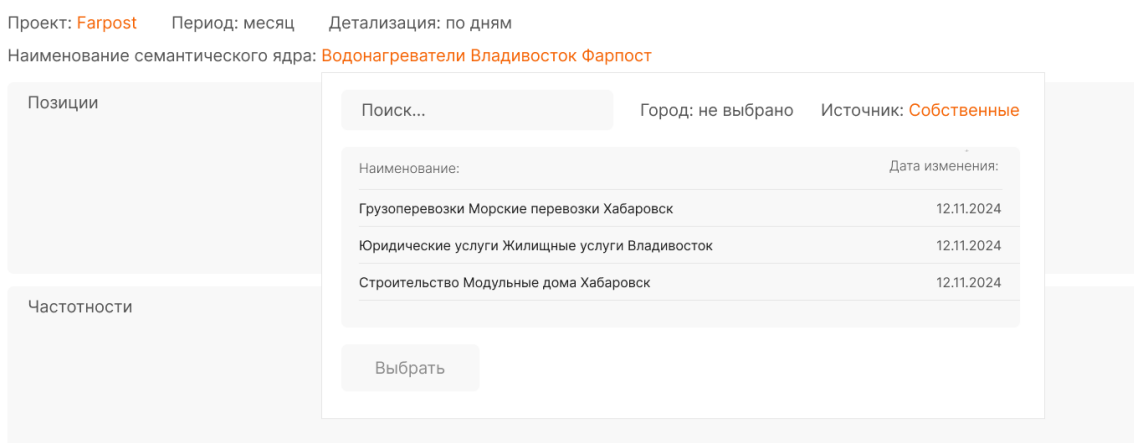 Проект: Farpost Период: месяц Детализация: по дням
Наименование семантического ядра: Водонагреватели Владивосток Фарпост
Позиции
Поиск... Город: не выбрано Источник: Собственные
Наименование: Дата изменения:
Грузоперевозки Морские перевозки Хабаровск 12.11.2024
Юридические услуги Жилищные услуги Владивосток 12.11.2024
Строительство Модульные дома Хабаровск 12.11.2024
Частотности
Выбрать